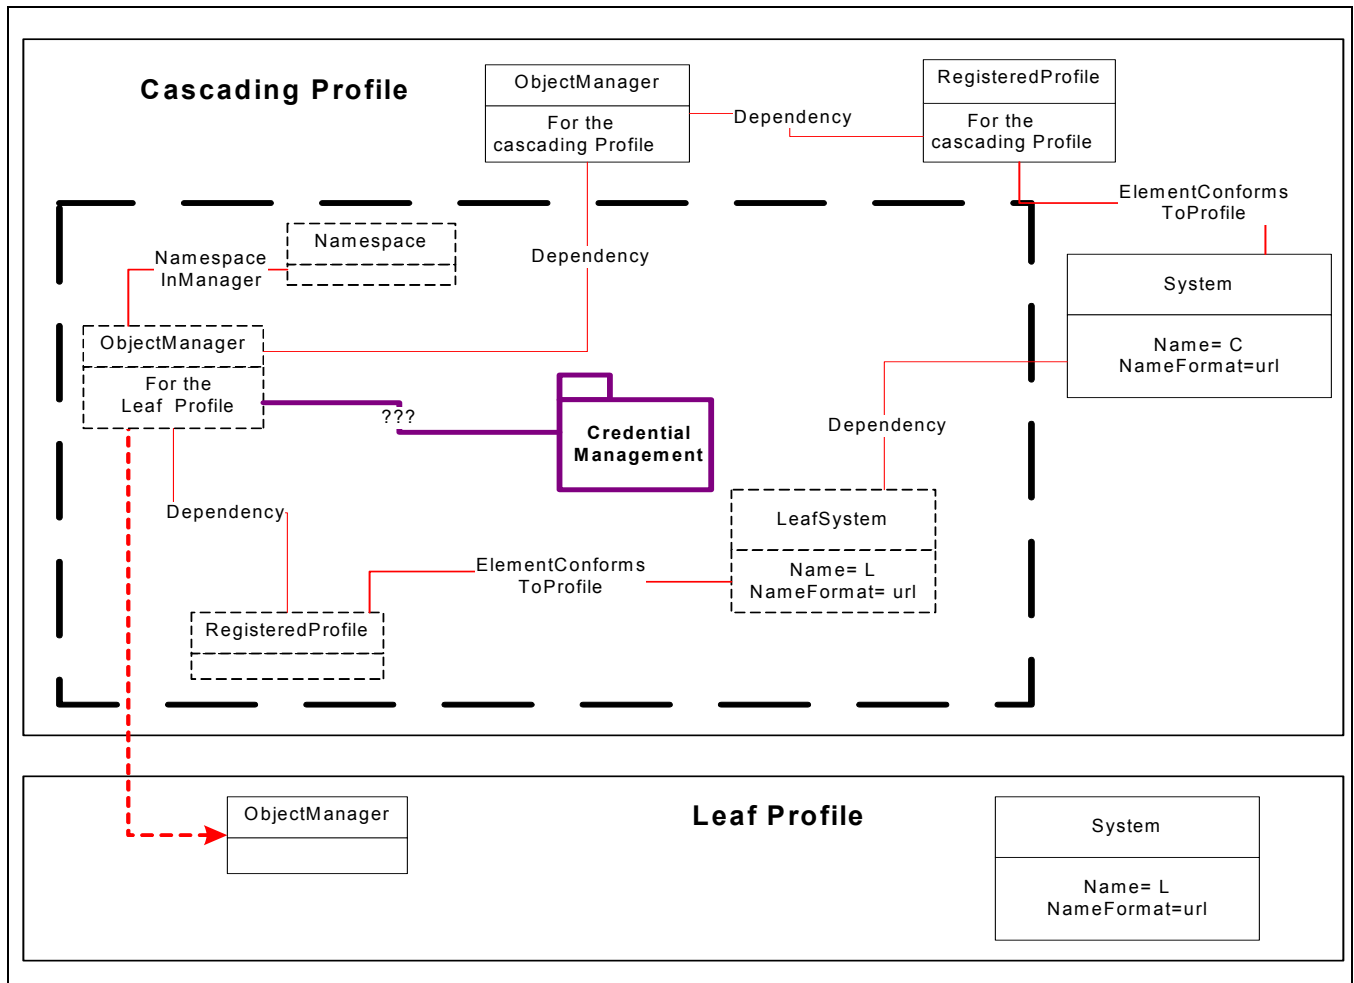 Cascading Profile
ObjectManager
For the
cascading Profile
Dependency
RegisteredProfile
For the
cascading Profile
ElementConforms
ToProfile
Namespace
Namespace
InManager
Dependency
System
Name= C
NameFormat=url
ObjectManager
For the
Leaf Profile
???
Credential
Management
Dependency
LeafSystem
Name= L
NameFormat= url
Dependency
ElementConforms
ToProfile
RegisteredProfile
ObjectManager
Leaf Profile
System
Name= L
NameFormat=url